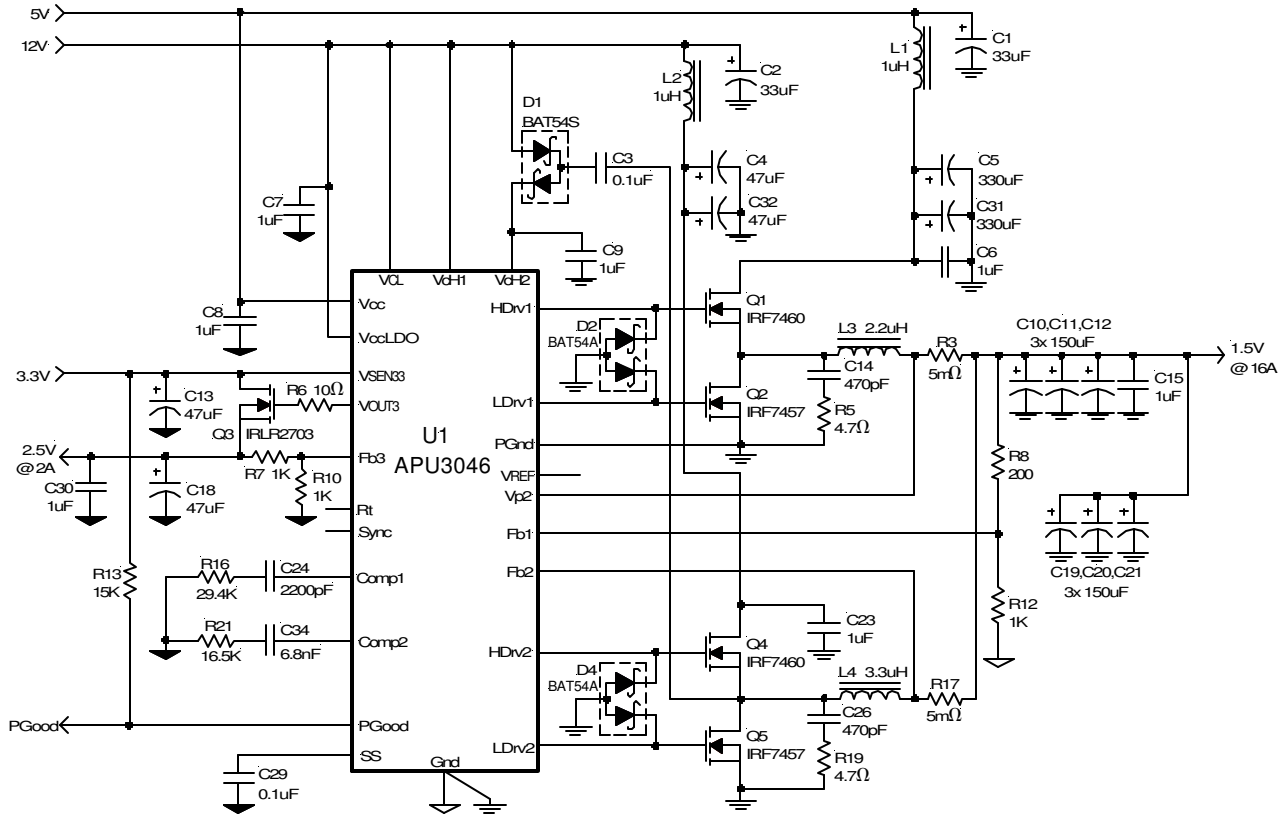 5V
12V
L1
1uH
C1
33uF
L2
1uH
C2
33uF
D1
BAT54S
C3
0.1uF
C4
47uF
C32
47uF
C5
330uF
C31
330uF
C6
1uF
C7
1uF
C9
1uF
C8
1uF
VCL
VcH1
VcH2
Vcc
VccLDO
VSEN33
VOUT3
Fb3
Rt
Sync
Comp1
Comp2
PGood
SS
Gnd
U1
APU3046
HDrv1
LDrv1
PGnd
VREF
Vp2
Fb1
Fb2
HDrv2
LDrv2
D2
BAT54A
Q1
IRF7460
Q2
IRF7457
L3 2.2uH
C14
470pF
R5
4.7Ω
R3
5mΩ
C10,C11,C12
3x 150uF
C15
1uF
1.5V
@ 16A
3.3V
C13
47uF
R6 10Ω
Q3
IRLR2703
2.5V
@ 2A
C30
1uF
C18
47uF
R7 1K
R10
1K
R8
200
C19,C20,C21
3x 150uF
R13
15K
R16
29.4K
C24
2200pF
R21
16.5K
C34
6.8nF
R12
1K
C23
1uF
D4
BAT54A
Q4
IRF7460
Q5
IRF7457
L4 3.3uH
C26
470pF
R19
4.7Ω
R17
5mΩ
PGood
C29
0.1uF